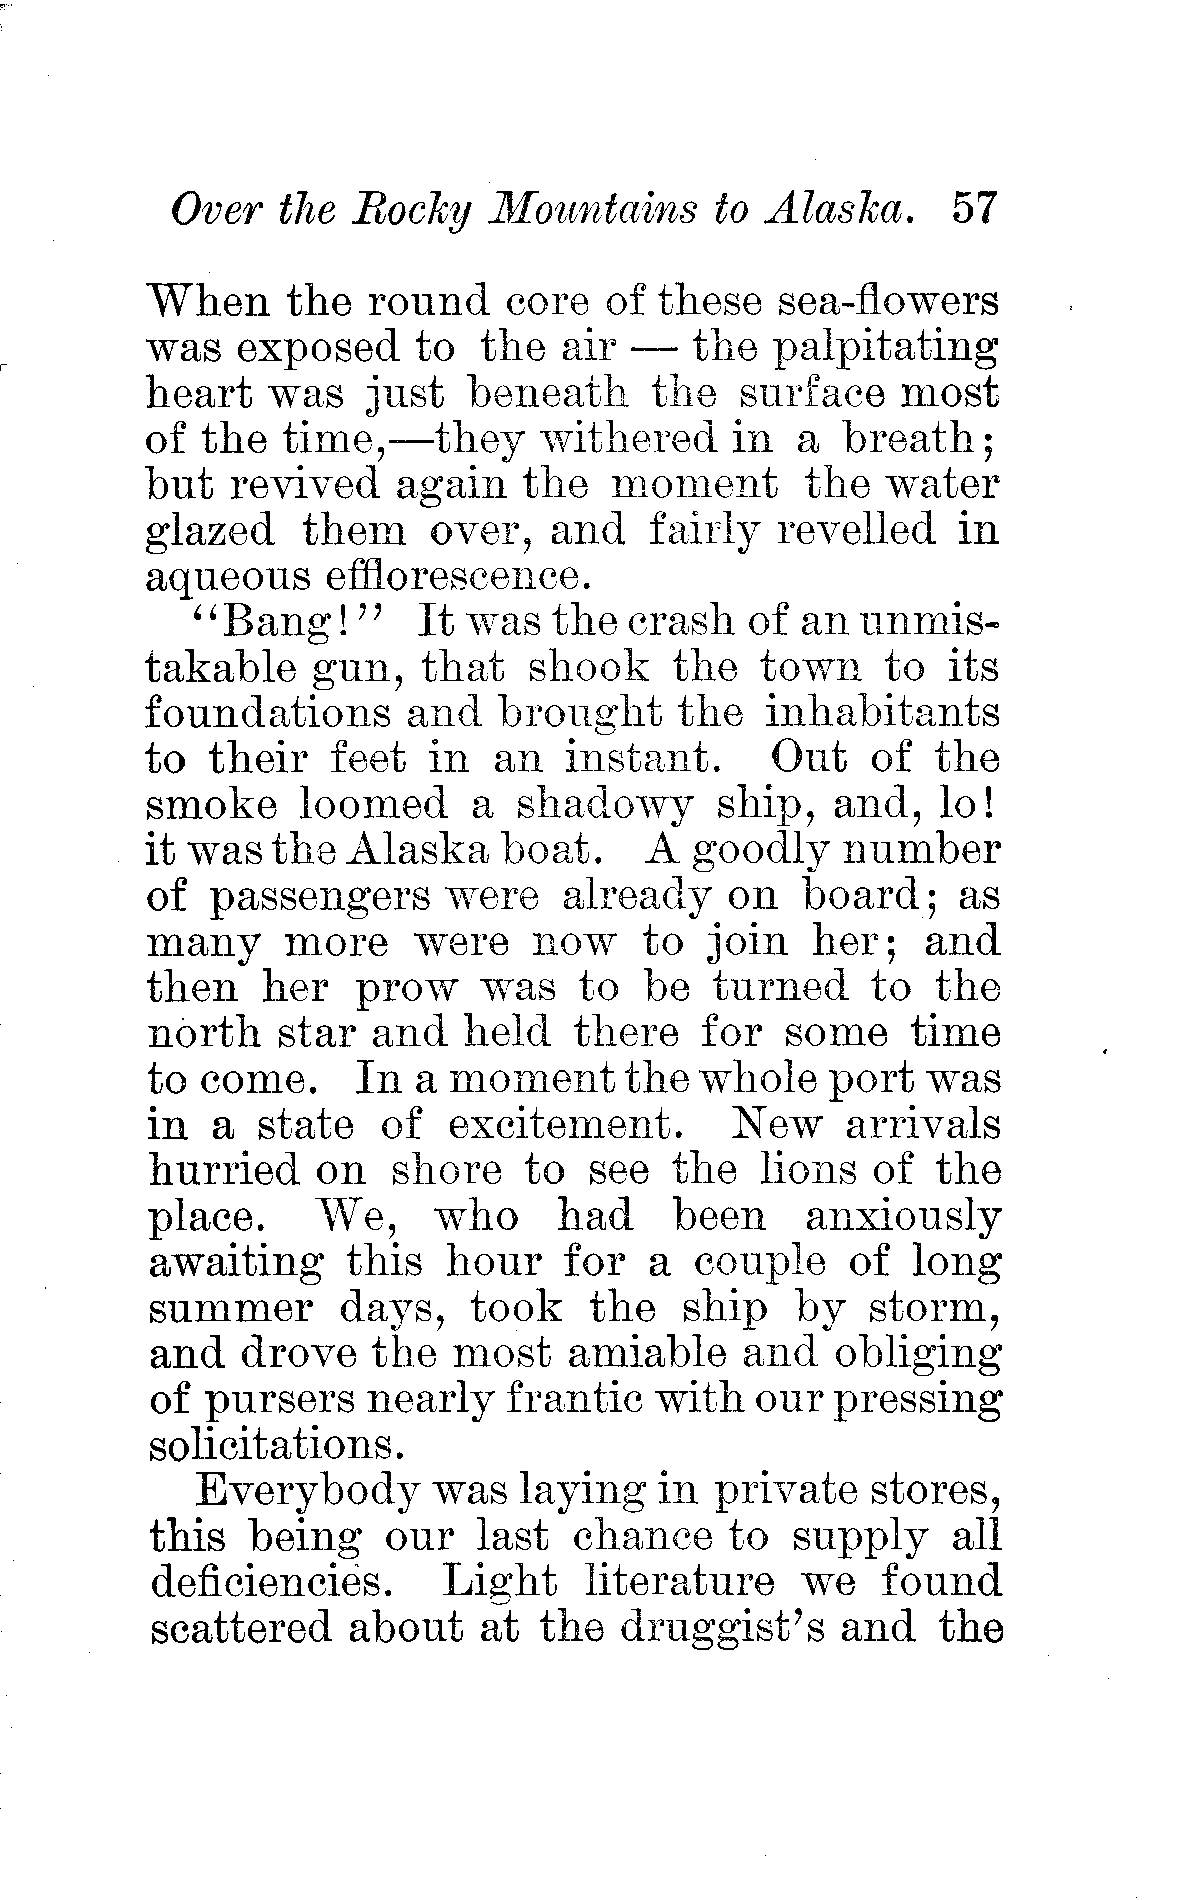 Over the Rocky Mountains to Alaska. 57
When the round core of these sea-flowers
was exposed to the air — the palpitating
heart was just beneath the surface most
of the time,—they withered in a breath;
but revived again the moment the water
glazed them over, and fairly revelled in
aqueous efflorescence.
"Bang!" It was the crash of an unmis-
takable gun, that shook the town to its
foundations and brought the inhabitants
to their feet in an instant. Out of the
smoke loomed a shadowy ship, and, lo!
it was the Alaska boat. A goodly number
of passengers were already on board; as
many more were now to join her; and
then her prow was to be turned to the
north star and held there for some time
to come. In a moment the whole port was
in a state of excitement. New arrivals
hurried on shore to see the lions of the
place. We, who had been anxiously
awaiting this hour for a couple of long
summer days, took the ship by storm,
and drove the most amiable and obliging
of pursers nearly frantic with our pressing
solicitations.
Everybody was laying in private stores,
this being our last chance to supply all
deficiencies. Light literature we found
scattered about at the druggist's and the